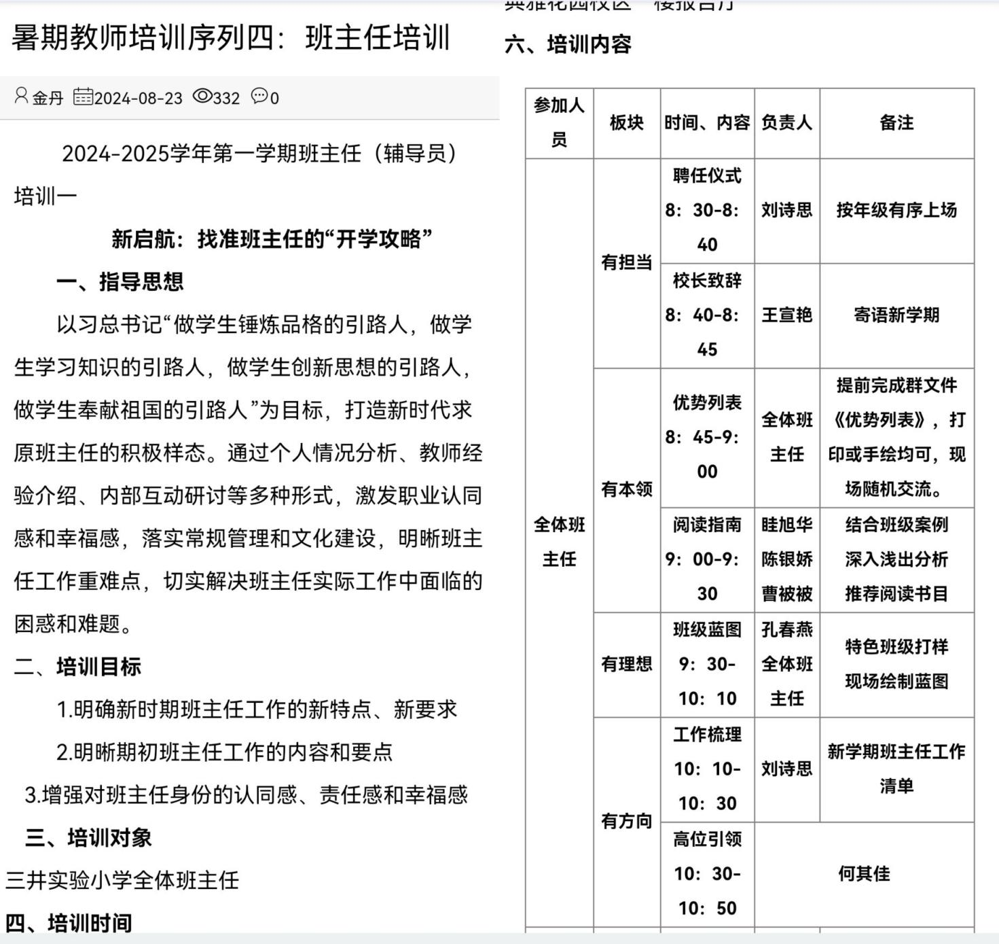 暑期教师培训序列四：班主任培训
金丹 2024-08-23 332 0
2024-2025学年第一学期班主任（辅导员）
培训一
新启航：找准班主任的“开学攻略”
一、指导思想
以习总书记“做学生锤炼品格的引路人，做学
生学习知识的引路人，做学生创新思想的引路人，
做学生奉献祖国的引路人”为目标，打造新时代求
原班主任的积极样态。通过个人情况分析、教师经
验介绍、内部互动研讨等多种形式，激发职业认同
感和幸福感，落实常规管理和文化建设，明晰班主
任工作重难点，切实解决班主任实际工作中面临的
困惑和难题。
二、培训目标
1.明确新时期班主任工作的新特点、新要求
2.明晰期初班主任工作的内容和要点
3.增强对班主任身份的认同感、责任感和幸福感
三、培训对象
三井实验小学全体班主任
四、培训时间
典雅花园校区一楼报告厅
六、培训内容
参加人
员
板块
时间、内容
负责人
备注
全体班
主任
有担当
聘任仪式
8：30-8：
40
刘诗思
按年级有序上场
校长致辞
8：40-8：
45
王宣艳
寄语新学期
有本领
优势列表
8：45-9：
00
全体班
主任
提前完成群文件
《优势列表》，打
印或手绘均可，现
场随机交流。
阅读指南
9：00-9：
30
眭旭华
陈银娇
曹被被
结合班级案例
深入浅出分析
推荐阅读书目
有理想
班级蓝图
9：30-
10：10
孔春燕
全体班
主任
特色班级打样
现场绘制蓝图
有方向
工作梳理
10：10-
10：30
刘诗思
新学期班主任工作
清单
高位引领
10：30-
10：50
何其佳